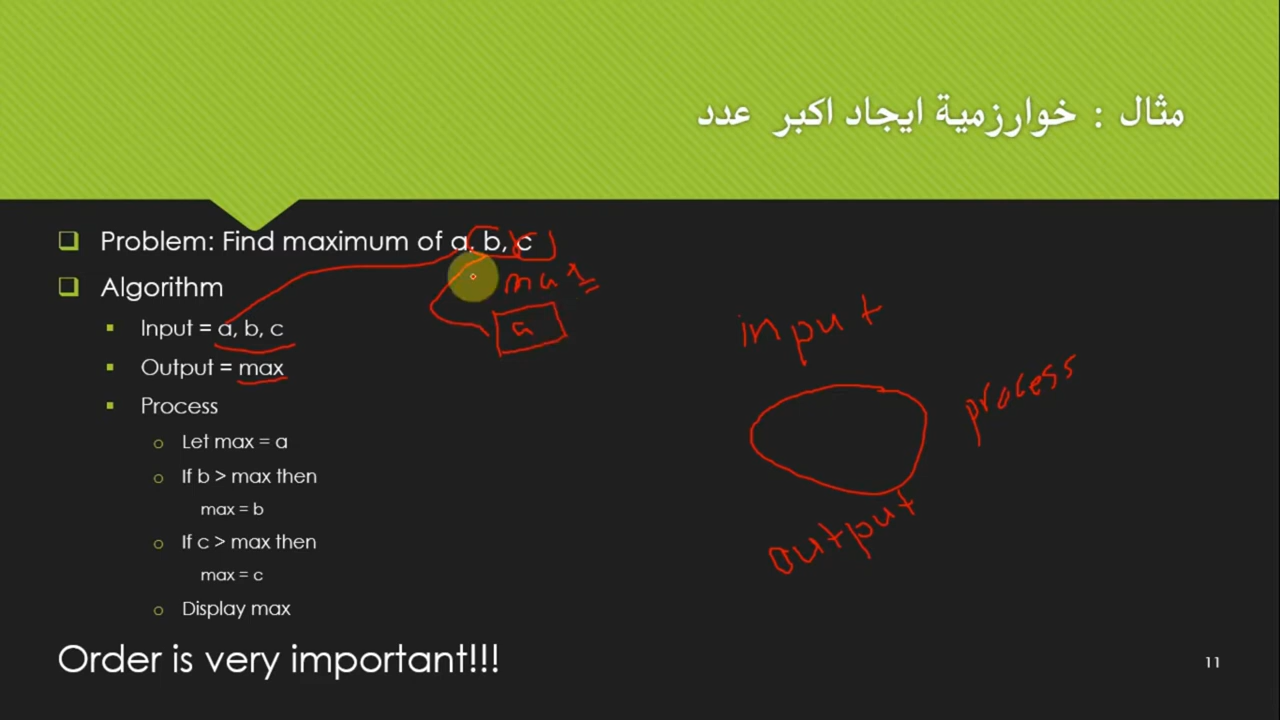 مثال : خوارزمية ايجاد اكبر عدد
Problem: Find maximum of a, b, c
Algorithm
max
Input = a, b, c
a
input
Output = max
process
Process
Let max = a
If b > max then
max = b
output
If c > max then
max = c
Display max
Order is very important!!!
11